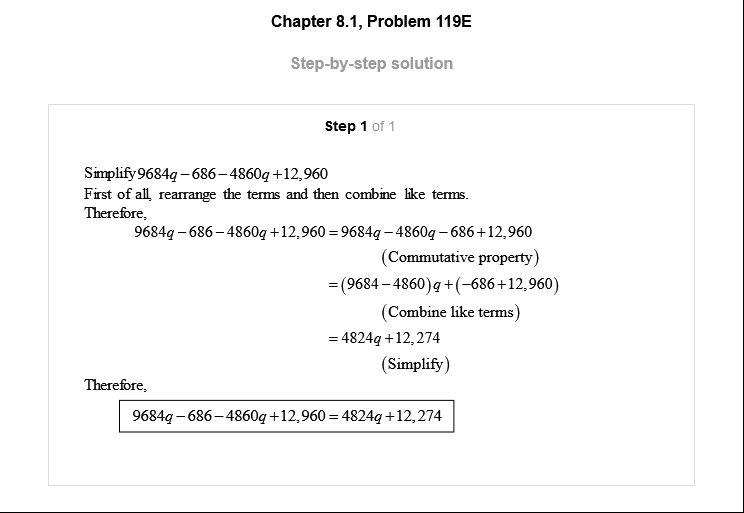 Chapter 8.1, Problem 119E
Step-by-step solution
Step 1 of 1
Simplify 9684q − 686 − 4860q + 12,960
First of all, rearrange the terms and then combine like terms.
Therefore,
9684q − 686 − 4860q + 12,960 = 9684q − 4860q − 686 + 12,960
(Commutative property)
= (9684 − 4860)q + (−686 + 12,960)
(Combine like terms)
= 4824q + 12,274
(Simplify)
Therefore,
9684q − 686 − 4860q + 12,960 = 4824q + 12,274